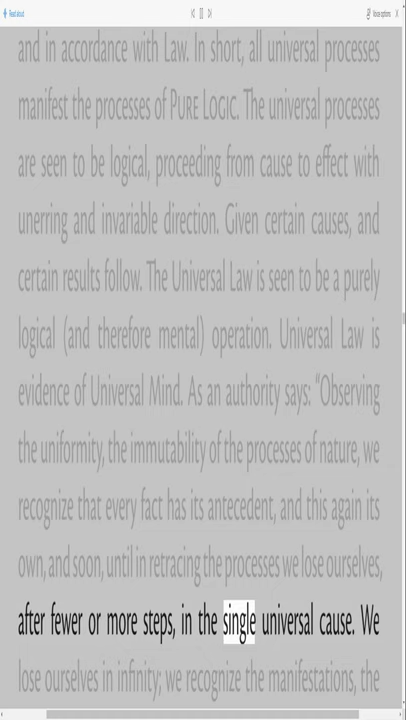 Read aloud Voice options X
and in accordance with Law. In short, all universal processes
manifest the processes of PURE LOGIC. The universal processes
are seen to be logical, proceeding from cause to effect with
unerring and invariable direction. Given certain causes, and
certain results follow. The Universal Law is seen to be a purely
logical (and therefore mental) operation. Universal Law is
evidence of Universal Mind. As an authority says: “Observing
the uniformity, the immutability of the processes of nature, we
recognize that every fact has its antecedent, and this again its
own, and soon, until in retracing the processes we lose ourselves,
after fewer or more steps, in the single universal cause. We
lose ourselves in infinity; we recognize the manifestations, the